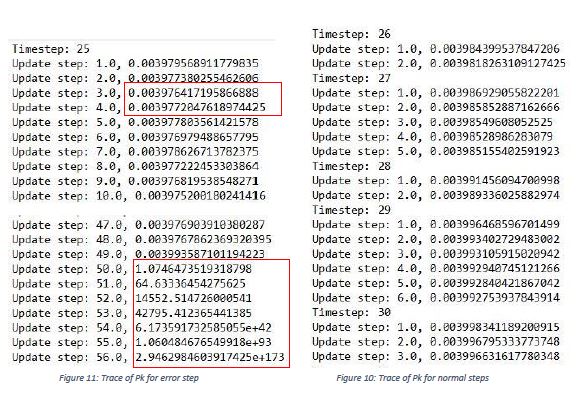 Timestep: 25
Update step: 1.0, 0.003979568911779835
Update step: 2.0, 0.003977380255462606
Update step: 3.0, 0.003976417195866888
Update step: 4.0, 0.0039772047618974425
Update step: 5.0, 0.003977803561421578
Update step: 6.0, 0.003976979488657795
Update step: 7.0, 0.003978626713782375
Update step: 8.0, 0.003977222453303864
Update step: 9.0, 0.003976819538548271
Update step: 10.0, 0.003975200180241416
Update step: 47.0, 0.003976903910380287
Update step: 48.0, 0.0039767862369320395
Update step: 49.0, 0.003993587101194223
Update step: 50.0, 1.0746473519318798
Update step: 51.0, 64.63336454275625
Update step: 52.0, 14552.514726000541
Update step: 53.0, 42795.412365441385
Update step: 54.0, 6.173591732585055e+42
Update step: 55.0, 1.060484676549918e+93
Update step: 56.0, 2.9462984603917425e+173
Figure 11: Trace of Pk for error step
Timestep: 26
Update step: 1.0, 0.003984399537847206
Update step: 2.0, 0.0039818263109127425
Timestep: 27
Update step: 1.0, 0.003986929055822201
Update step: 2.0, 0.003985852887162666
Update step: 3.0, 0.00398549608052525
Update step: 4.0, 0.00398528986283079
Update step: 5.0, 0.003985155402591923
Timestep: 28
Update step: 1.0, 0.003991456094700998
Update step: 2.0, 0.003989336025882974
Timestep: 29
Update step: 1.0, 0.003996468596701499
Update step: 2.0, 0.003993402729483002
Update step: 3.0, 0.003993105915020942
Update step: 4.0, 0.003992940745121266
Update step: 5.0, 0.003992840421867042
Update step: 6.0, 0.003992753937843914
Timestep: 30
Update step: 1.0, 0.003998341189200915
Update step: 2.0, 0.003996795333773748
Update step: 3.0, 0.003996631617780348
Figure 10: Trace of Pk for normal steps